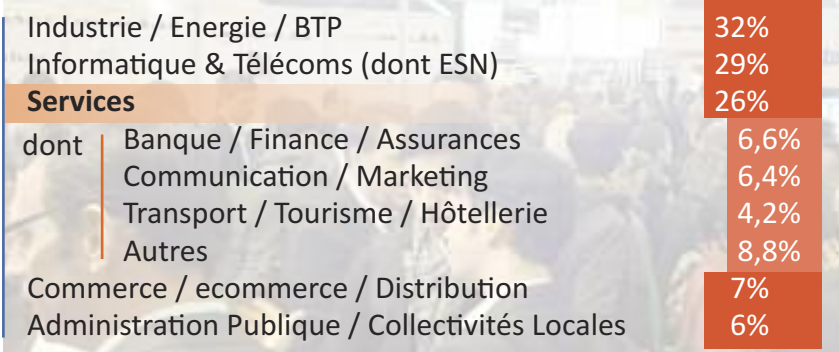 Industrie / Energie / BTP 32%
Informatique & Télécoms (dont ESN) 29%
Services 26%
dont Banque / Finance / Assurances 6,6%
Communication / Marketing 6,4%
Transport / Tourisme / Hôtellerie 4,2%
Autres 8,8%
Commerce / ecommerce / Distribution 7%
Administration Publique / Collectivités Locales 6%